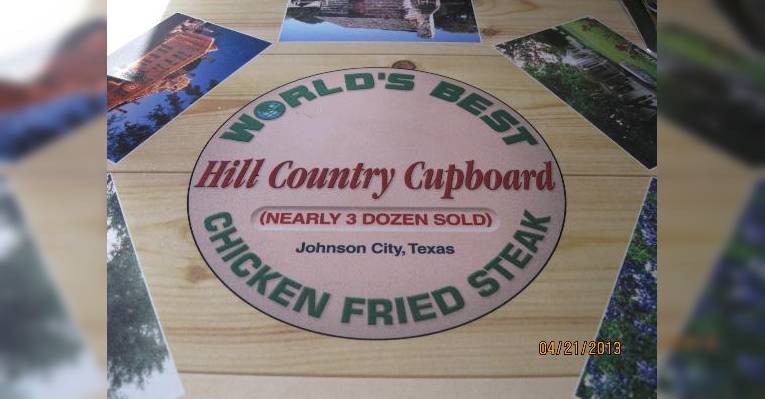 WORLD'S BEST
Hill Country Cupboard
(NEARLY 3 DOZEN SOLD)
Johnson City, Texas
CHICKEN FRIED STEAK
04/21/2013